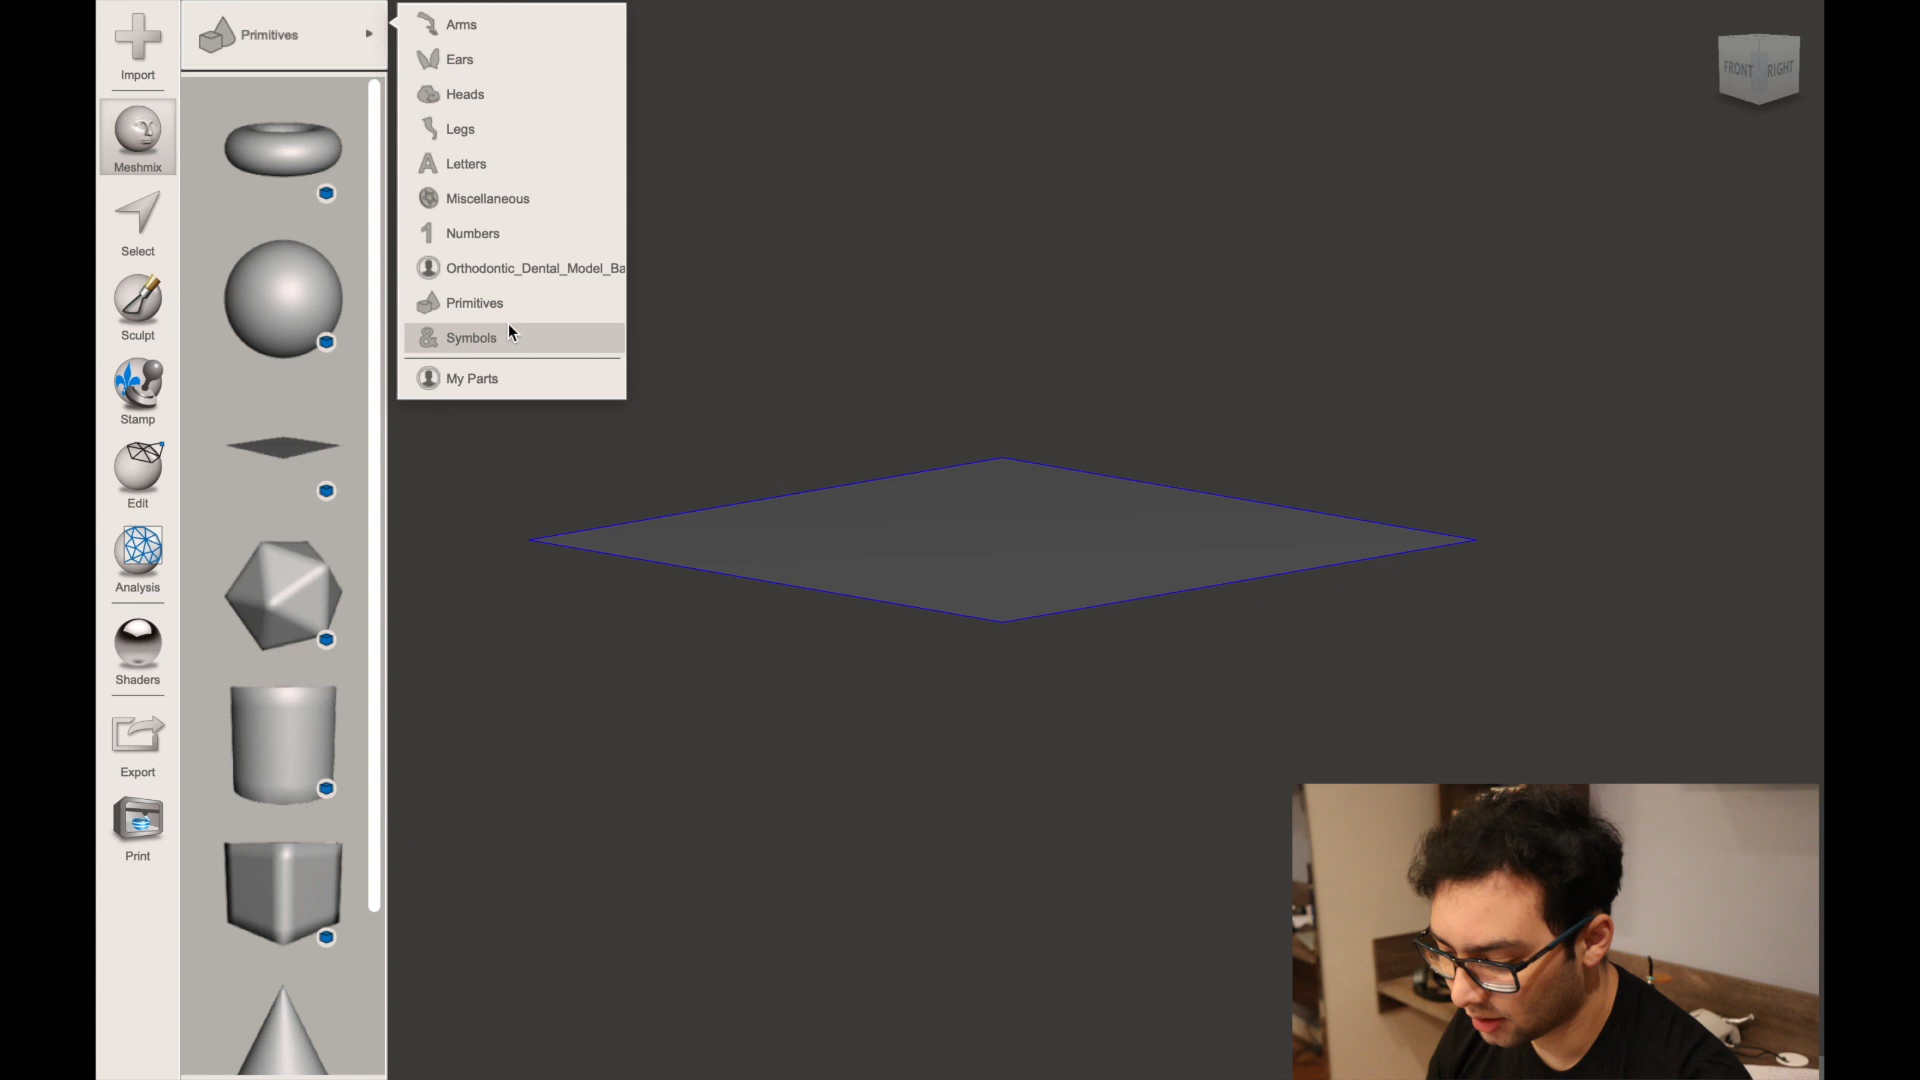 Import
Meshmix
Select
Sculpt
Stamp
Edit
Analysis
Shaders
Export
Print
Primitives
Arms
Ears
Heads
Legs
Letters
Miscellaneous
Numbers
Orthodontic_Dental_Model_Ba
Primitives
Symbols
My Parts
FRONT RIGHT